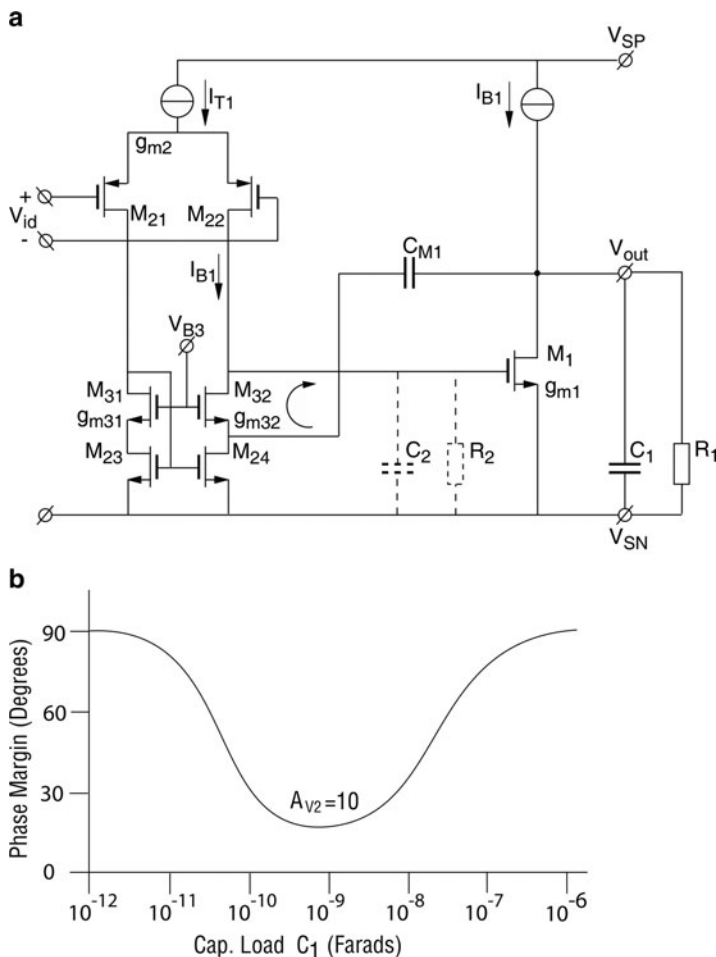 a
V_SP
I_T1
I_B1
g_m2
+
V_id
-
M_21
M_22
C_M1
V_out
I_B1
V_B3
M_1
M_31
M_32
g_m31
g_m32
g_m1
M_23
M_24
C_2
R_2
C_1
R_1
V_SN
b
Phase Margin (Degrees)
90
60
30
0
A_V2=10
10^-12
10^-11
10^-10
10^-9
10^-8
10^-7
10^-6
Cap. Load C_1 (Farads)